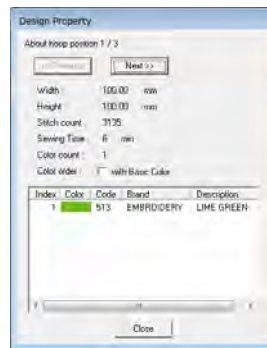 Design Property
About hoop position 1 / 3
<< Previous Next >>
Width : 100.00 mm
Height 100.00 mm
Stitch count : 3135
Sewing Time 6 min
Color count : 1
Color order : with Basic Color
Index Color Code Brand Description
1 513 EMBROIDERY LIME GREEN
Close